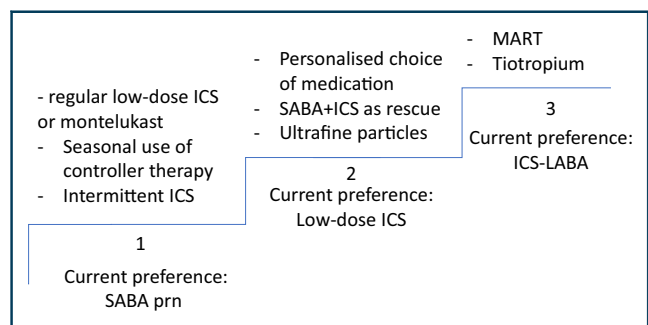 - regular low-dose ICS
or montelukast
- Seasonal use of
controller therapy
- Intermittent ICS
1
Current preference:
SABA prn
- Personalised choice
of medication
- SABA+ICS as rescue
- Ultrafine particles
2
Current preference:
Low-dose ICS
- MART
- Tiotropium
3
Current preference:
ICS-LABA